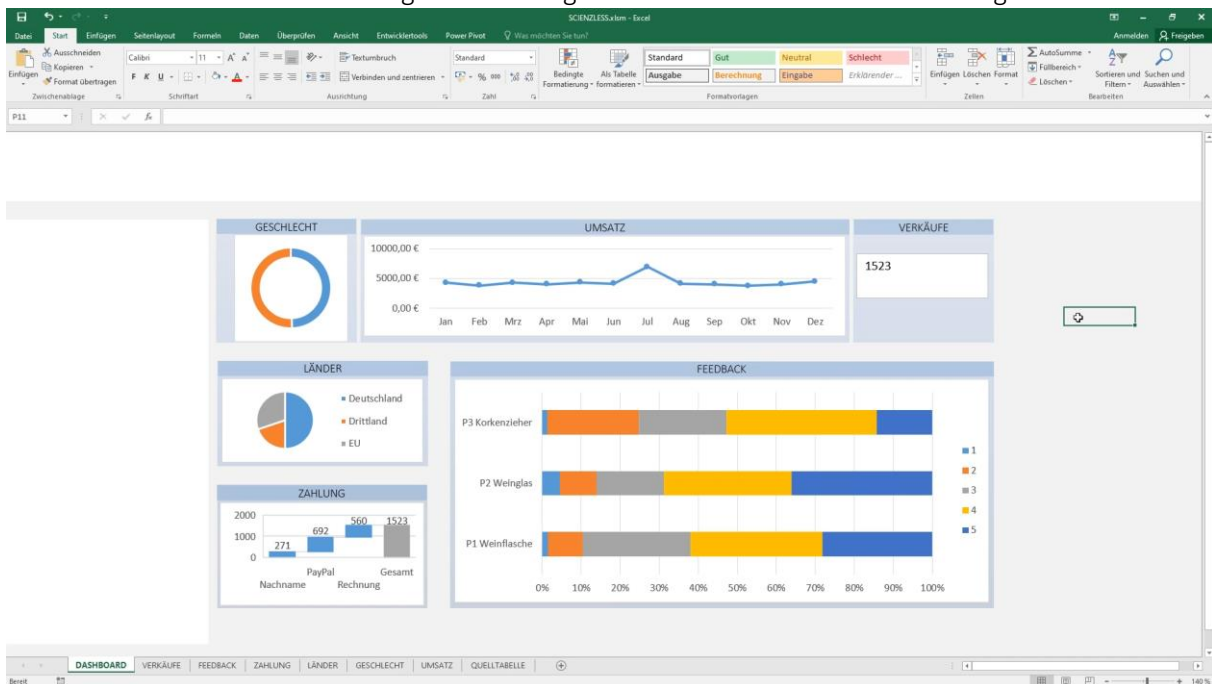 SCIENZLESS.xlsm - Excel
Datei Start Einfügen Seitenlayout Formeln Daten Überprüfen Ansicht Entwicklertools Power Pivot Was möchten Sie tun? Anmelden Freigeben
Einfügen
Ausschneiden
Kopieren
Format übertragen
Calibri 11
F K U
Textumbruch
Verbinden und zentrieren
Standard
% 000
Bedingte Formatierung
Als Tabelle formatieren
Standard Gut Neutral Schlecht
Ausgabe Berechnung Eingabe Erklärender ...
Einfügen Löschen Format
AutoSumme
Füllbereich
Löschen
Sortieren und Filtern
Suchen und Auswählen
Zwischenablage Schriftart Ausrichtung Zahl Formatvorlagen Zellen Bearbeiten
P11
GESCHLECHT
UMSATZ
10000,00 €
5000,00 €
0,00 €
Jan Feb Mrz Apr Mai Jun Jul Aug Sep Okt Nov Dez
VERKÄUFE
1523
LÄNDER
Deutschland
Drittland
EU
ZAHLUNG
2000
1000
0
271 692 560 1523
PayPal Gesamt
Nachname Rechnung
FEEDBACK
P3 Korkenzieher
P2 Weinglas
P1 Weinflasche
0% 10% 20% 30% 40% 50% 60% 70% 80% 90% 100%
1
2
3
4
5
DASHBOARD VERKÄUFE FEEDBACK ZAHLUNG LÄNDER GESCHLECHT UMSATZ QUELLTABELLE
Bereit
140 %